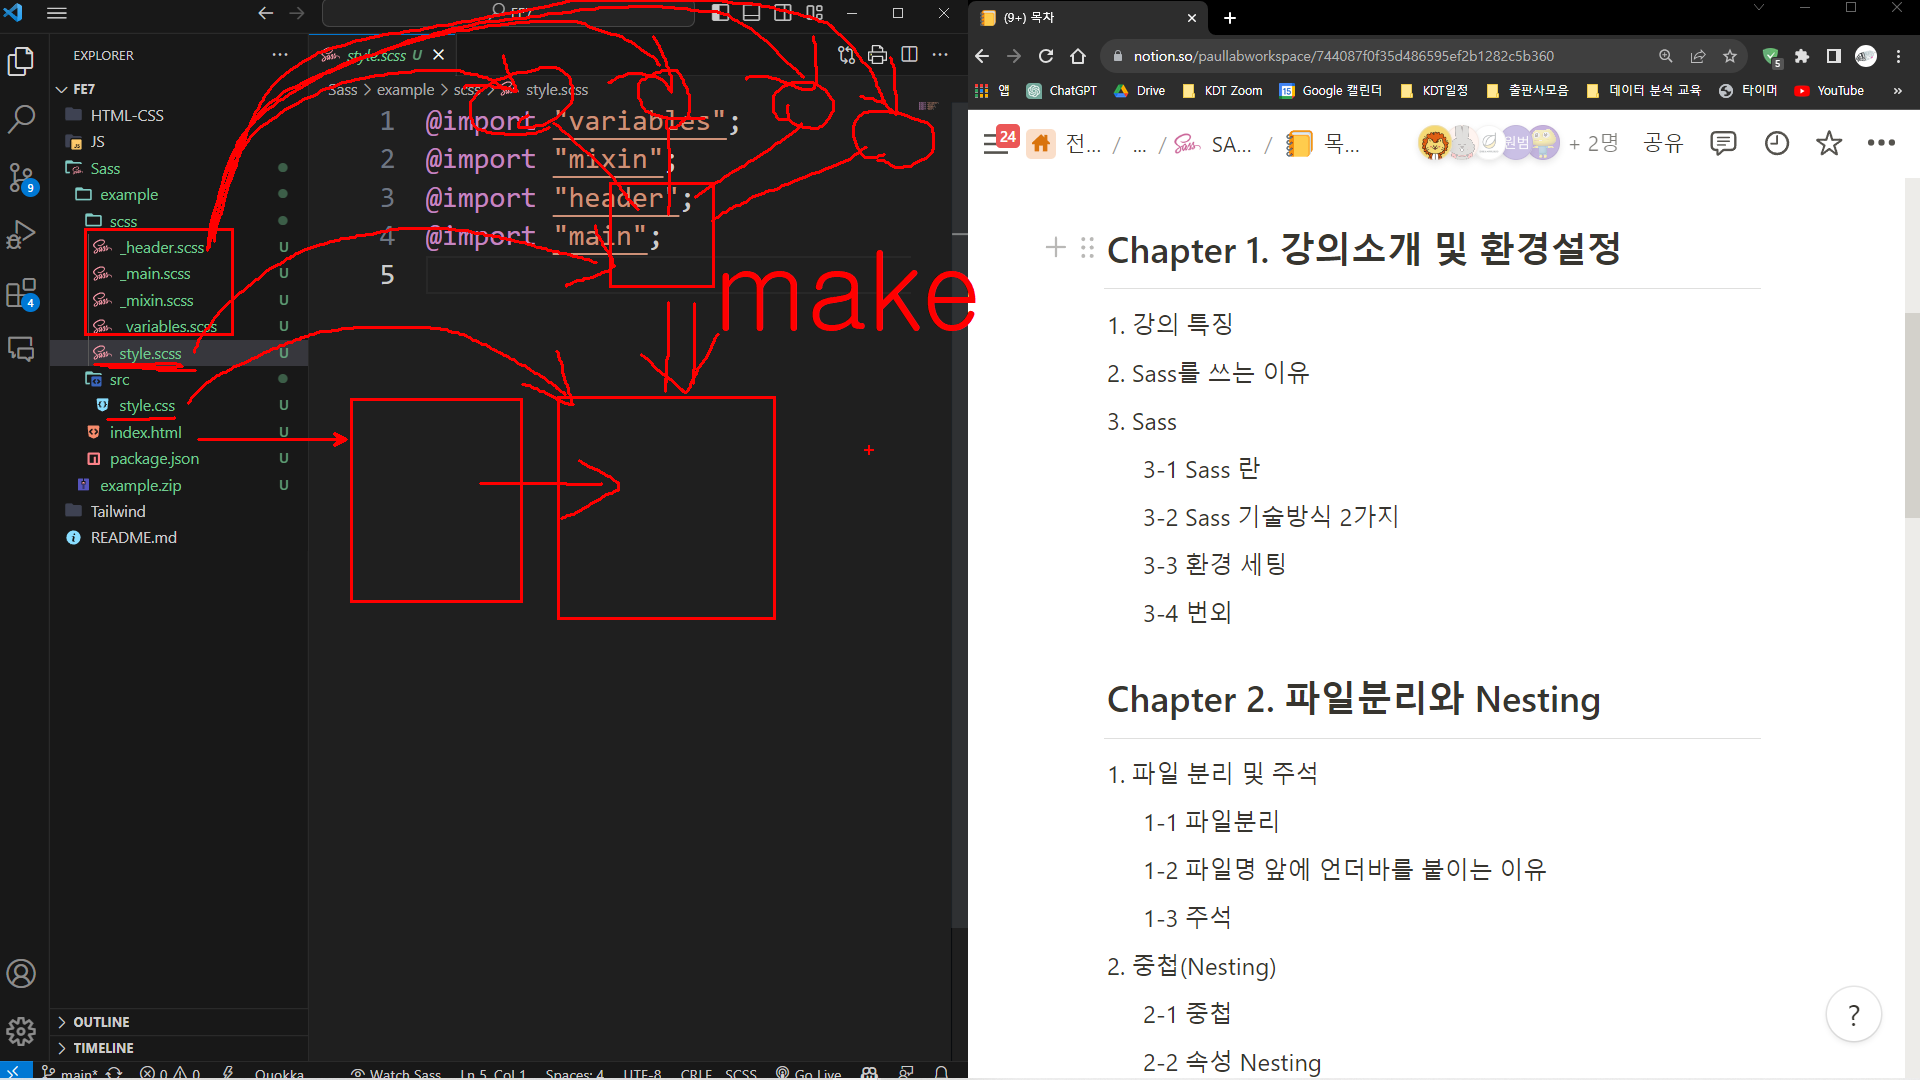 FE7
EXPLORER
FE7
HTML-CSS
JS
Sass
example
scss
_header.scss U
_main.scss U
_mixin.scss U
_variables.scss U
style.scss U
src
style.css U
index.html U
package.json U
example.zip U
Tailwind
README.md
OUTLINE
TIMELINE
9
4
style.scss U
Sass > example > scss > style.scss
1 @import "variables";
2 @import "mixin";
3 @import "header";
4 @import "main";
5
make
main* 0 0 Quokka Watch Sass Ln 5, Col 1 Spaces: 4 UTF-8 CRLF SCSS Go Live
(9+) 목차
notion.so/paullabworkspace/744087f0f35d486595ef2b1282c5b360
5
앱 ChatGPT Drive KDT Zoom Google 캘린더 KDT일정 출판사모음 데이터 분석 교육 타이머 YouTube »
24 전... / ... / SA... / 목... 원범 + 2명 공유
Chapter 1. 강의소개 및 환경설정
1. 강의 특징
2. Sass를 쓰는 이유
3. Sass
3-1 Sass 란
3-2 Sass 기술방식 2가지
3-3 환경 세팅
3-4 번외
Chapter 2. 파일분리와 Nesting
1. 파일 분리 및 주석
1-1 파일분리
1-2 파일명 앞에 언더바를 붙이는 이유
1-3 주석
2. 중첩(Nesting)
2-1 중첩
2-2 속성 Nesting
?